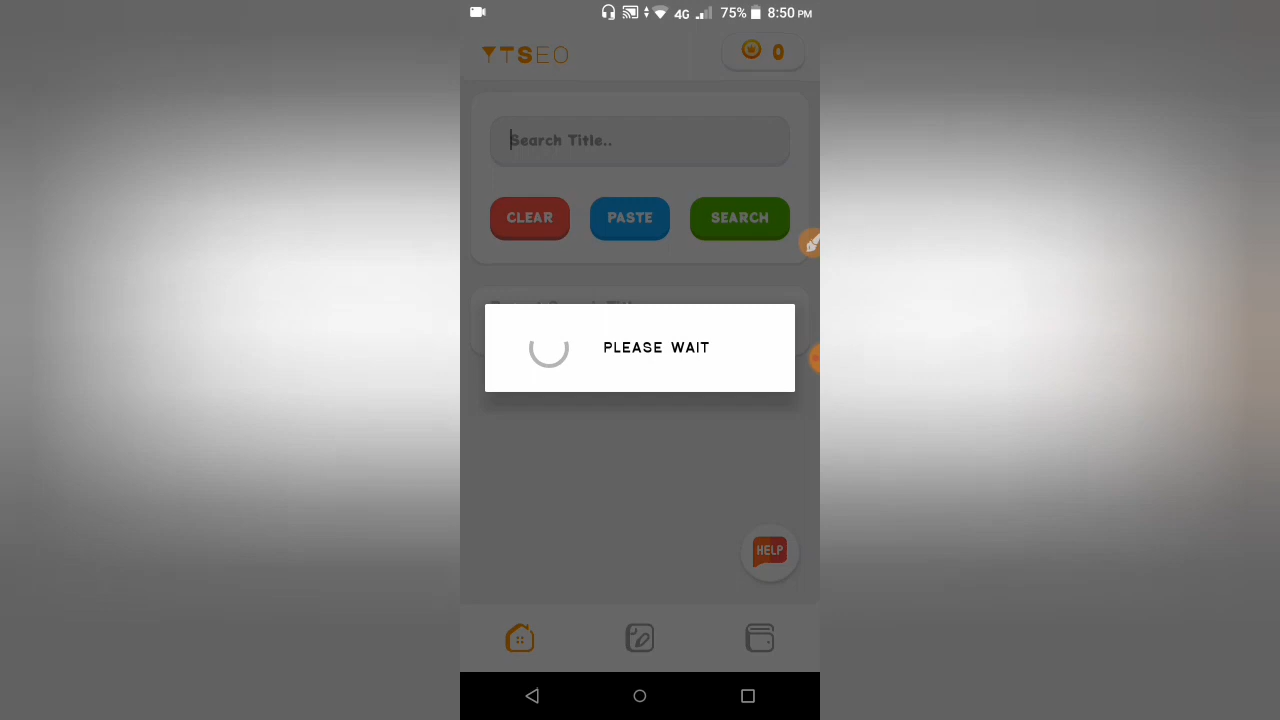 4G 75% 8:50 PM
YTSEO 0
Search Title..
CLEAR PASTE SEARCH
PLEASE WAIT
HELP